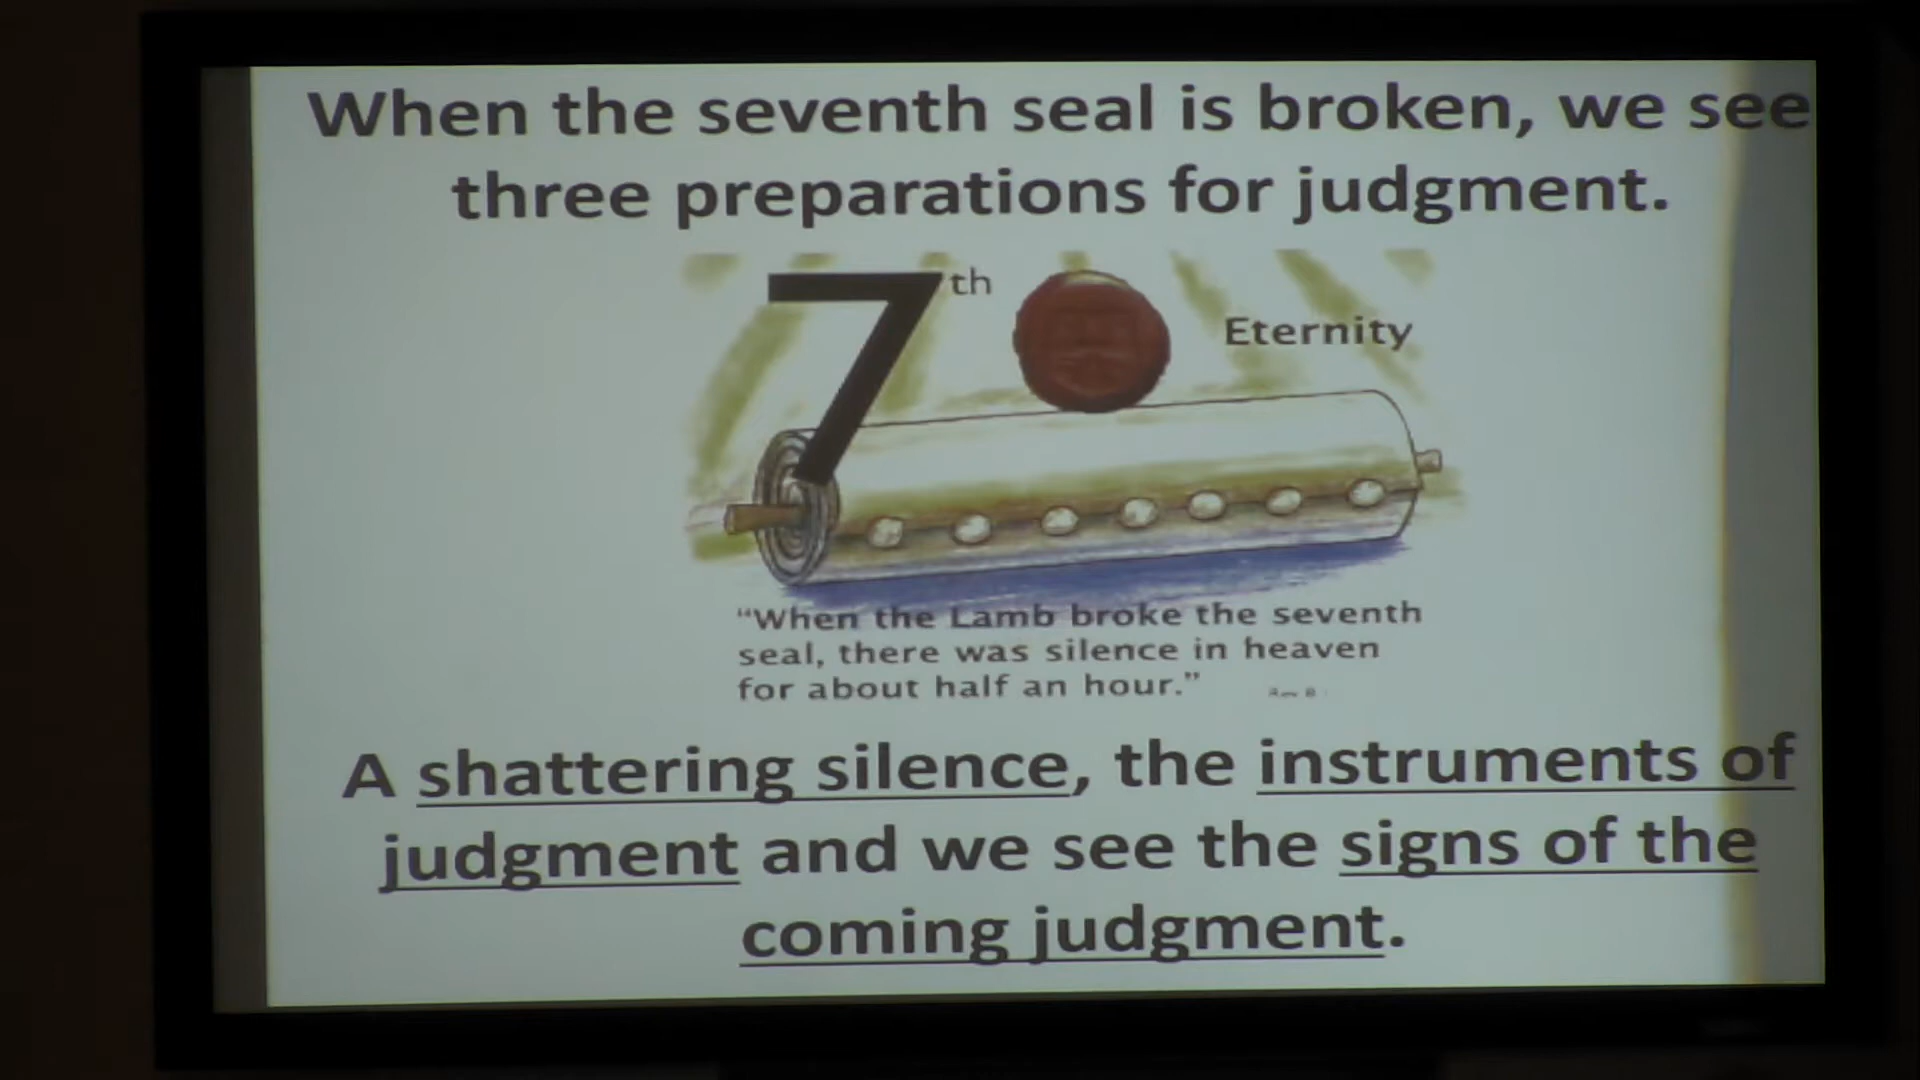 When the seventh seal is broken, we see
three preparations for judgment.
7th
Eternity
“When the Lamb broke the seventh
seal, there was silence in heaven
for about half an hour.”
A shattering silence, the instruments of
judgment and we see the signs of the
coming judgment.